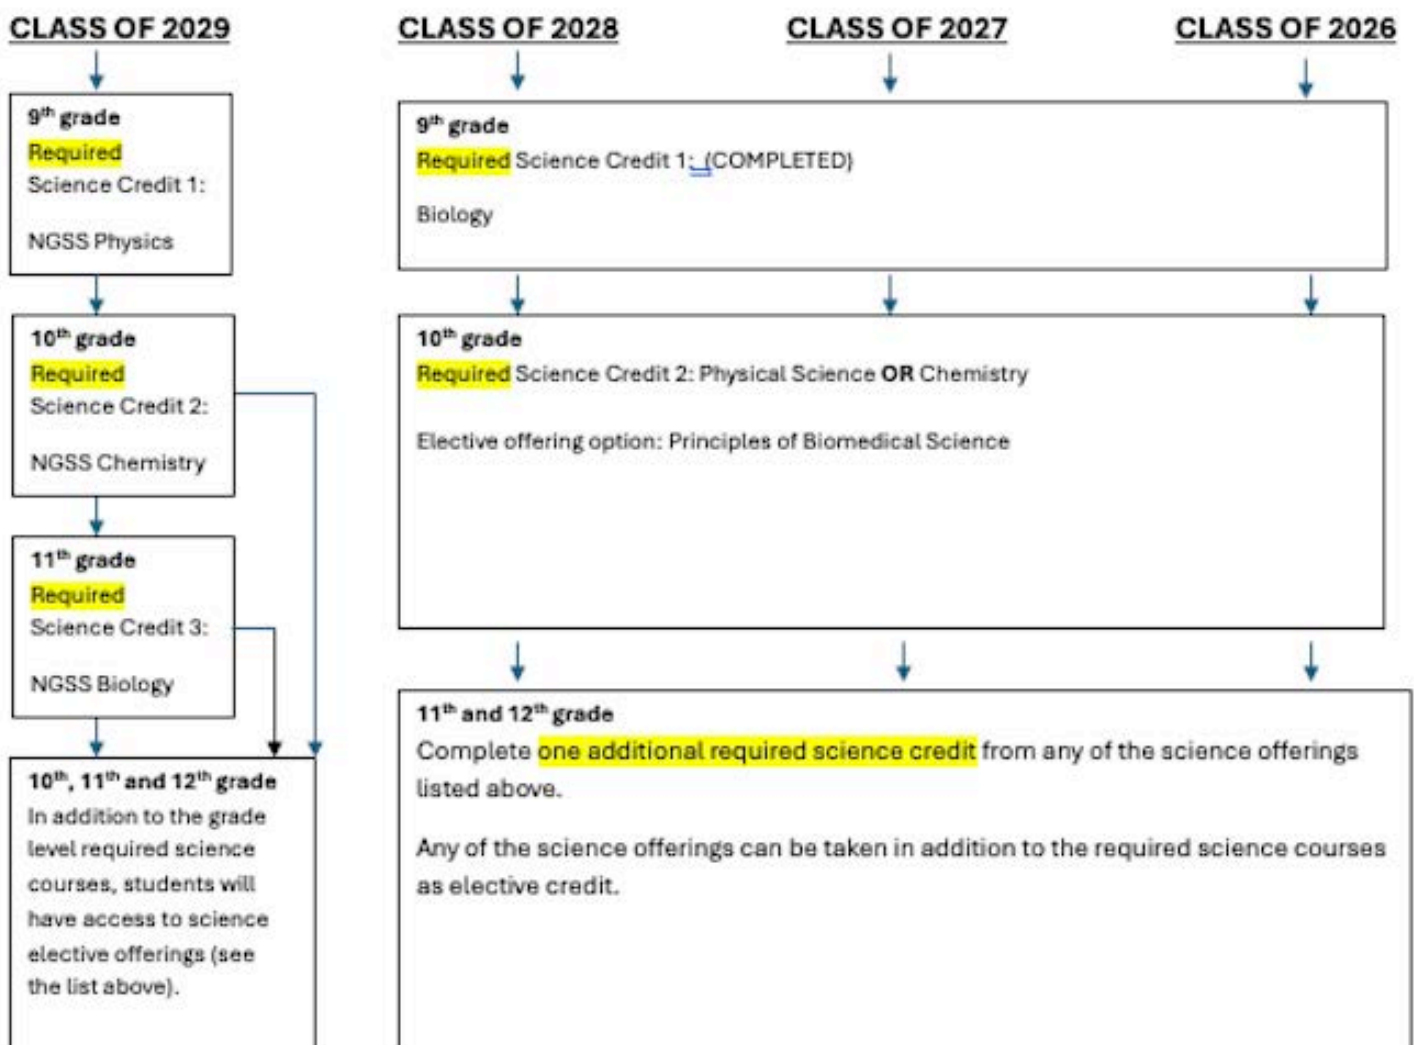 CLASS OF 2029
CLASS OF 2028
CLASS OF 2027
CLASS OF 2026
9th grade
Required
Science Credit 1:
NGSS Physics
10th grade
Required
Science Credit 2:
NGSS Chemistry
11th grade
Required
Science Credit 3:
NGSS Biology
10th, 11th and 12th grade
In addition to the grade
level required science
courses, students will
have access to science
elective offerings (see
the list above).
9th grade
Required Science Credit 1: (COMPLETED)
Biology
10th grade
Required Science Credit 2: Physical Science OR Chemistry
Elective offering option: Principles of Biomedical Science
11th and 12th grade
Complete one additional required science credit from any of the science offerings
listed above.
Any of the science offerings can be taken in addition to the required science courses
as elective credit.